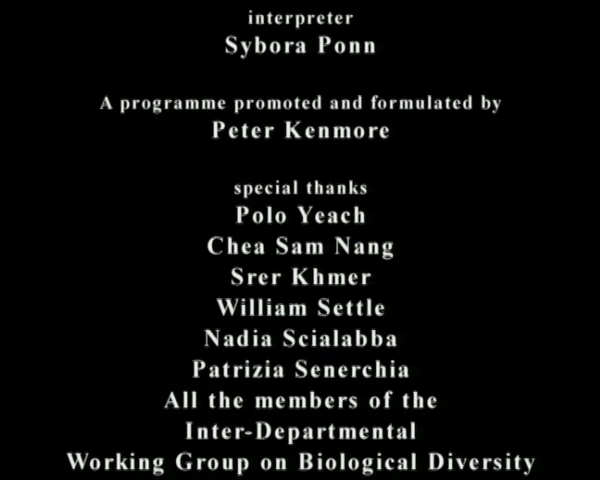 interpreter
Sybora Ponn
A programme promoted and formulated by
Peter Kenmore
special thanks
Polo Yeach
Chea Sam Nang
Srer Khmer
William Settle
Nadia Scialabba
Patrizia Senerchia
All the members of the
Inter-Departmental
Working Group on Biological Diversity